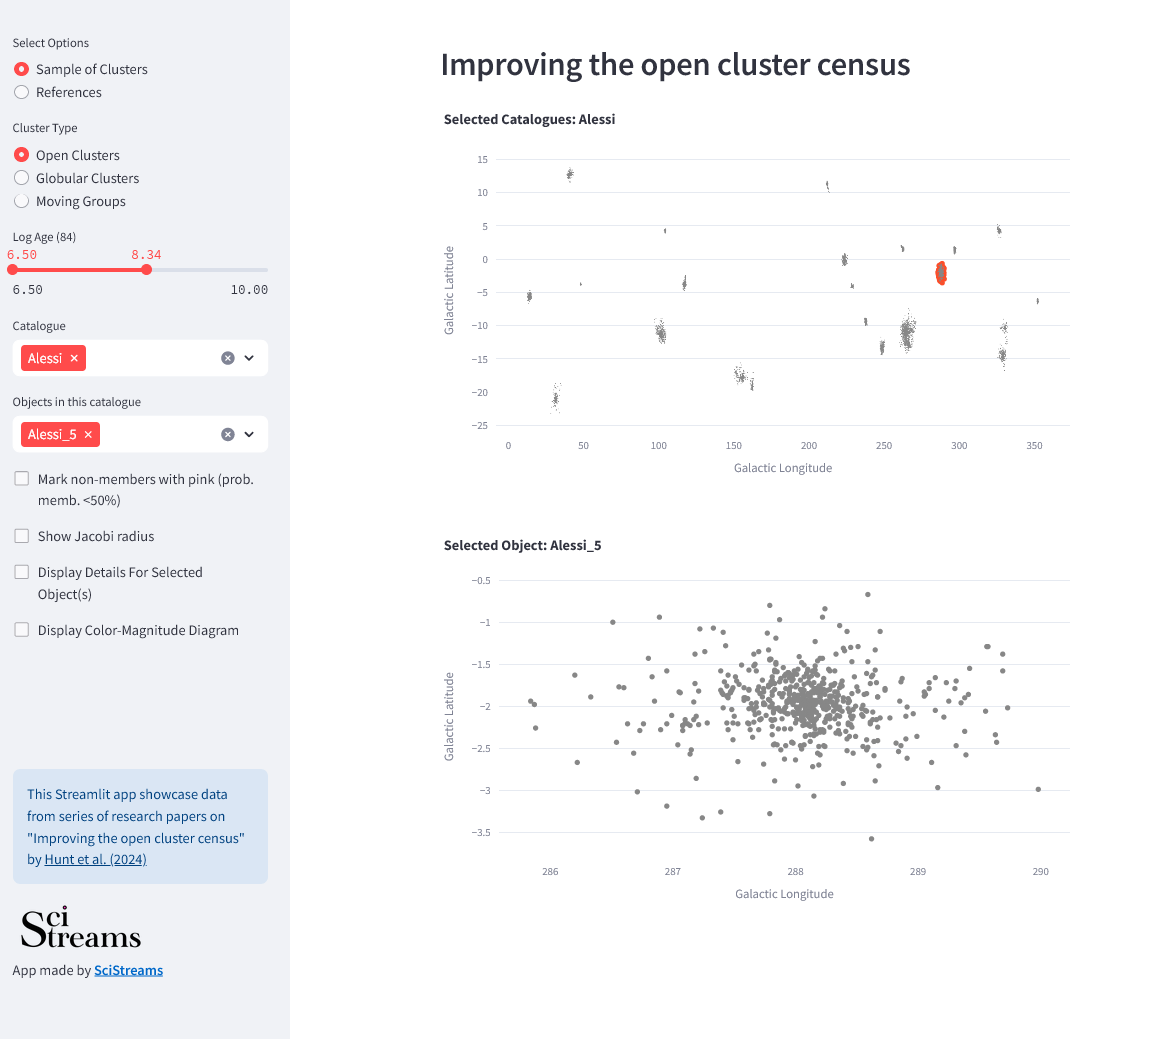 Select Options
Sample of Clusters
References
Cluster Type
Open Clusters
Globular Clusters
Moving Groups
Log Age (84)
6.50 8.34
6.50 10.00
Catalogue
Alessi ×
Objects in this catalogue
Alessi_5 ×
Mark non-members with pink (prob.
memb. <50%)
Show Jacobi radius
Display Details For Selected
Object(s)
Display Color-Magnitude Diagram
This Streamlit app showcase data
from series of research papers on
"Improving the open cluster census"
by Hunt et al. (2024)
Sci
Streams
App made by SciStreams
Improving the open cluster census
Selected Catalogues: Alessi
15
10
5
0
−5
−10
−15
−20
−25
Galactic Latitude
0 50 100 150 200 250 300 350
Galactic Longitude
Selected Object: Alessi_5
−0.5
−1
−1.5
−2
−2.5
−3
−3.5
Galactic Latitude
286 287 288 289 290
Galactic Longitude